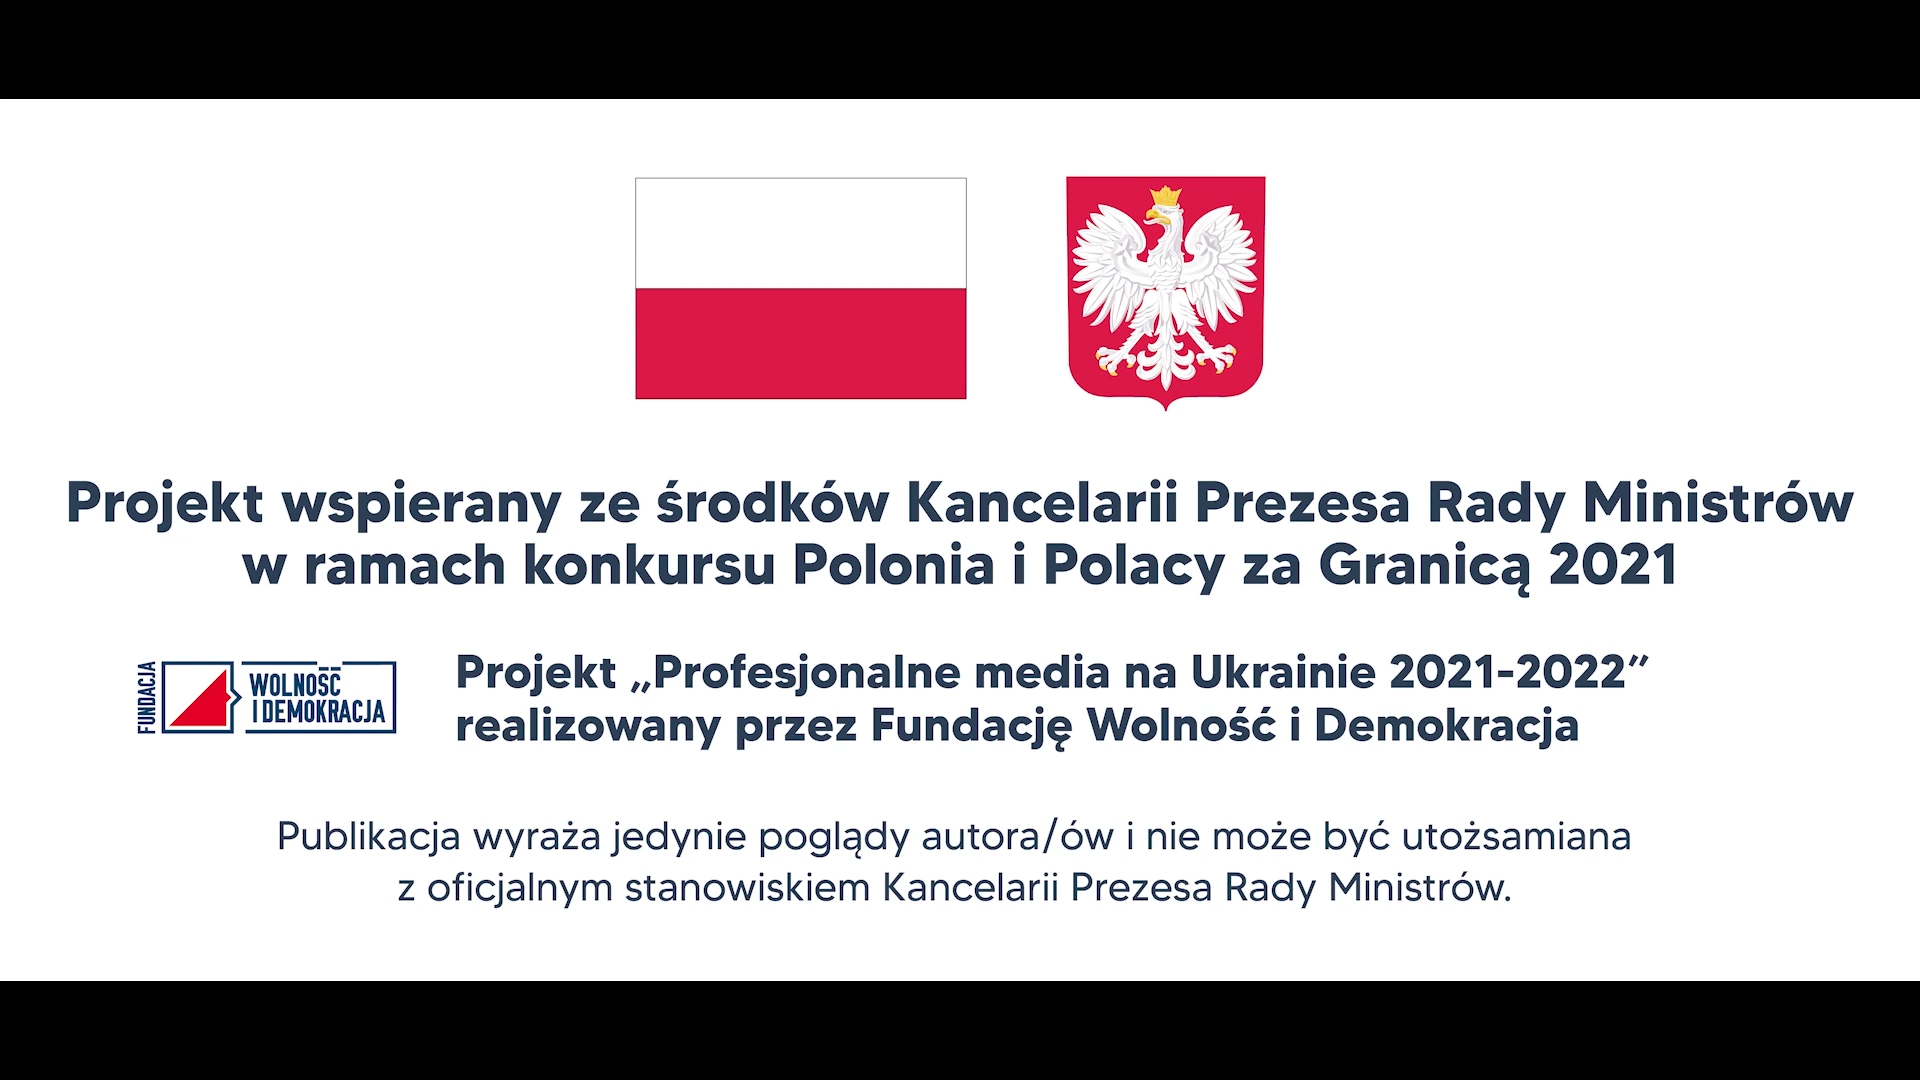 Projekt wspierany ze środków Kancelarii Prezesa Rady Ministrów
w ramach konkursu Polonia i Polacy za Granicą 2021
FUNDACJA
WOLNOŚĆ
I DEMOKRACJA
Projekt „Profesjonalne media na Ukrainie 2021-2022”
realizowany przez Fundację Wolność i Demokracja
Publikacja wyraża jedynie poglądy autora/ów i nie może być utożsamiana
z oficjalnym stanowiskiem Kancelarii Prezesa Rady Ministrów.